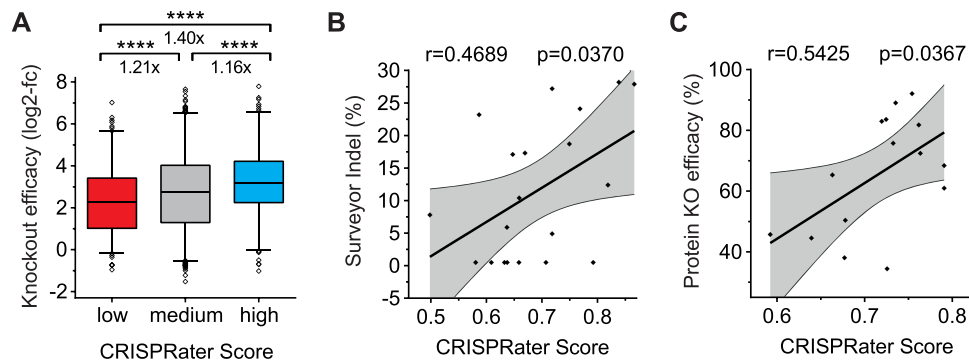 A
****
1.40x
**** ****
1.21x 1.16x
Knockout efficacy (log2-fc)
8
6
4
2
0
-2
low medium high
CRISPRater Score
B
r=0.4689 p=0.0370
Surveyor Indel (%)
30
25
20
15
10
5
0
-5
0.5 0.6 0.7 0.8
CRISPRater Score
C
r=0.5425 p=0.0367
Protein KO efficacy (%)
100
80
60
40
0.6 0.7 0.8
CRISPRater Score